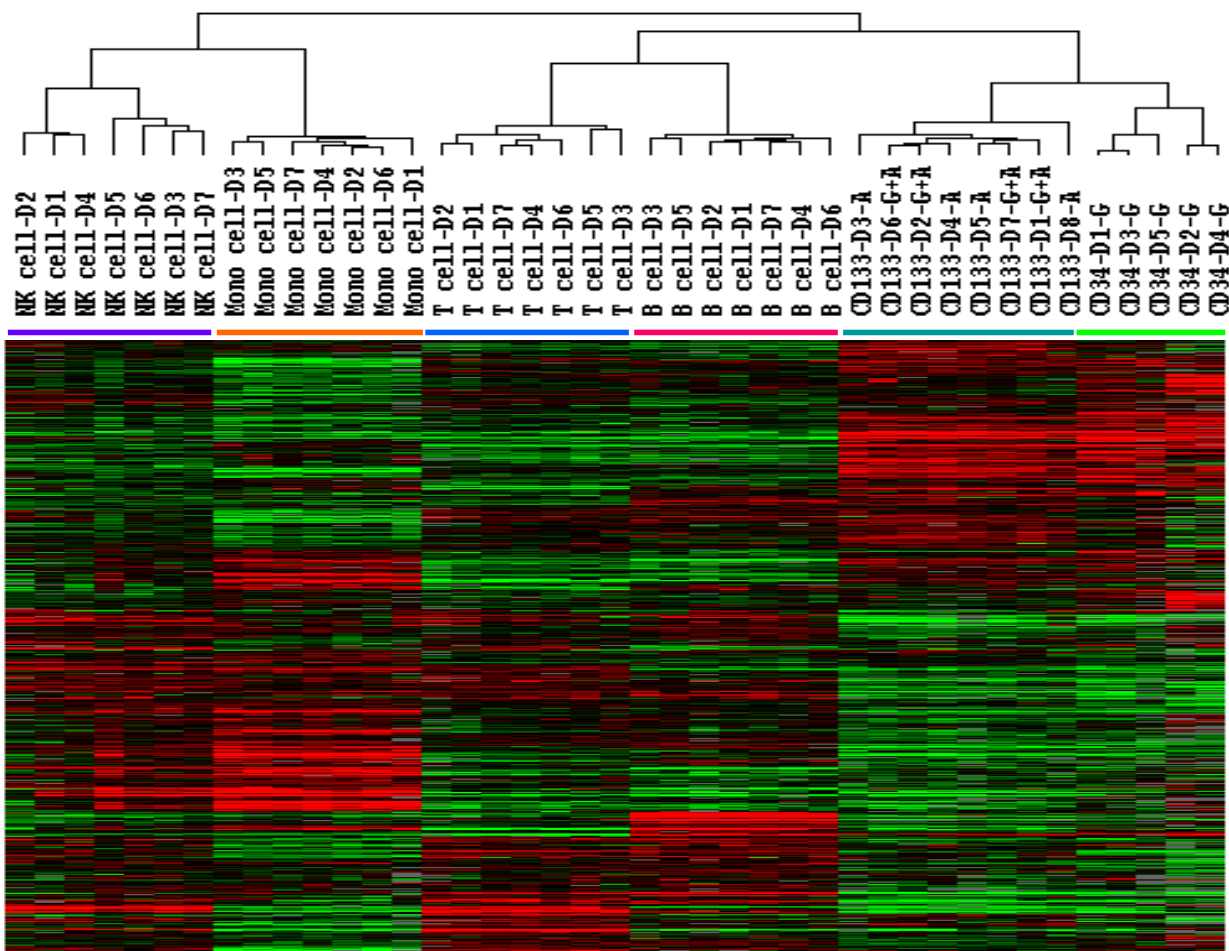 NK cell-D2
NK cell-D1
NK cell-D4
NK cell-D5
NK cell-D6
NK cell-D3
NK cell-D7
Mono cell-D3
Mono cell-D5
Mono cell-D7
Mono cell-D4
Mono cell-D2
Mono cell-D6
Mono cell-D1
T cell-D2
T cell-D1
T cell-D7
T cell-D4
T cell-D6
T cell-D5
T cell-D3
B cell-D3
B cell-D5
B cell-D2
B cell-D1
B cell-D7
B cell-D4
B cell-D6
CD133-D3-A
CD133-D6-G+A
CD133-D2-G+A
CD133-D4-A
CD133-D5-A
CD133-D7-G+A
CD133-D1-G+A
CD133-D8-A
CD34-D1-G
CD34-D3-G
CD34-D5-G
CD34-D2-G
CD34-D4-G